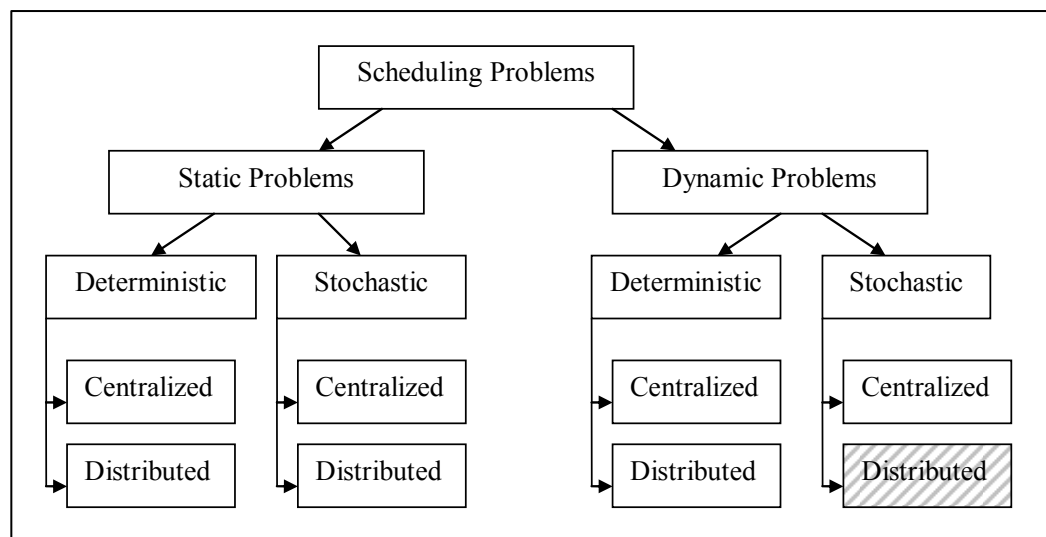 Scheduling Problems
Static Problems
Dynamic Problems
Deterministic
Stochastic
Deterministic
Stochastic
Centralized
Centralized
Centralized
Centralized
Distributed
Distributed
Distributed
Distributed